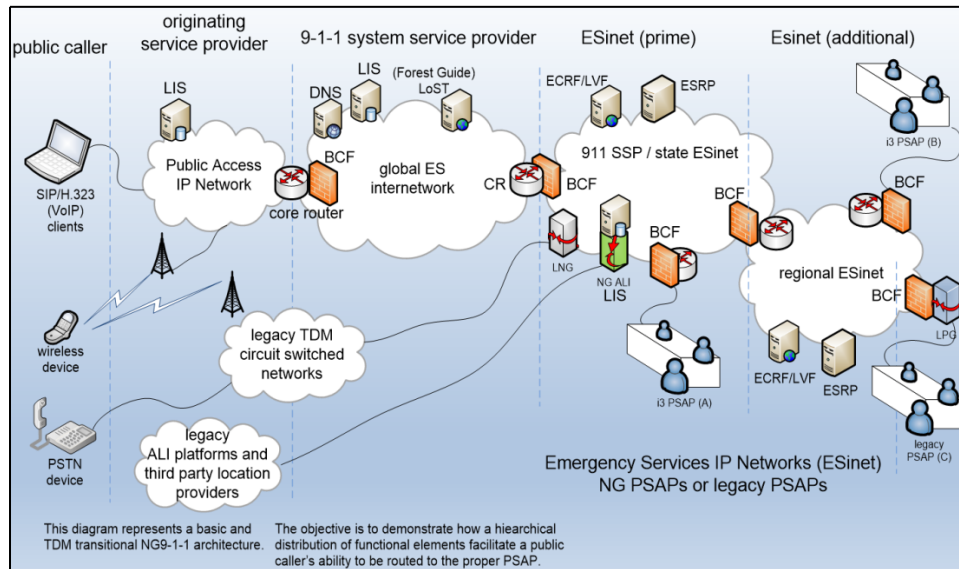 public caller
originating
service provider
9-1-1 system service provider
ESinet (prime)
Esinet (additional)
LIS
DNS
LIS
(Forest Guide)
LoST
ECRF/LVF
ESRP
i3 PSAP (B)
Public Access
IP Network
BCF
core router
global ES
internetwork
CR
BCF
911 SSP / state ESinet
BCF
BCF
SIP/H.323
(VoIP)
clients
LNG
NG ALI
LIS
BCF
regional ESinet
BCF
LPG
wireless
device
legacy TDM
circuit switched
networks
i3 PSAP (A)
ECRF/LVF
ESRP
legacy
PSAP (C)
PSTN
device
legacy
ALI platforms and
third party location
providers
Emergency Services IP Networks (ESinet)
NG PSAPs or legacy PSAPs
This diagram represents a basic and
TDM transitional NG9-1-1 architecture.
The objective is to demonstrate how a hiearchical
distribution of functional elements facilitate a public
caller's ability to be routed to the proper PSAP.